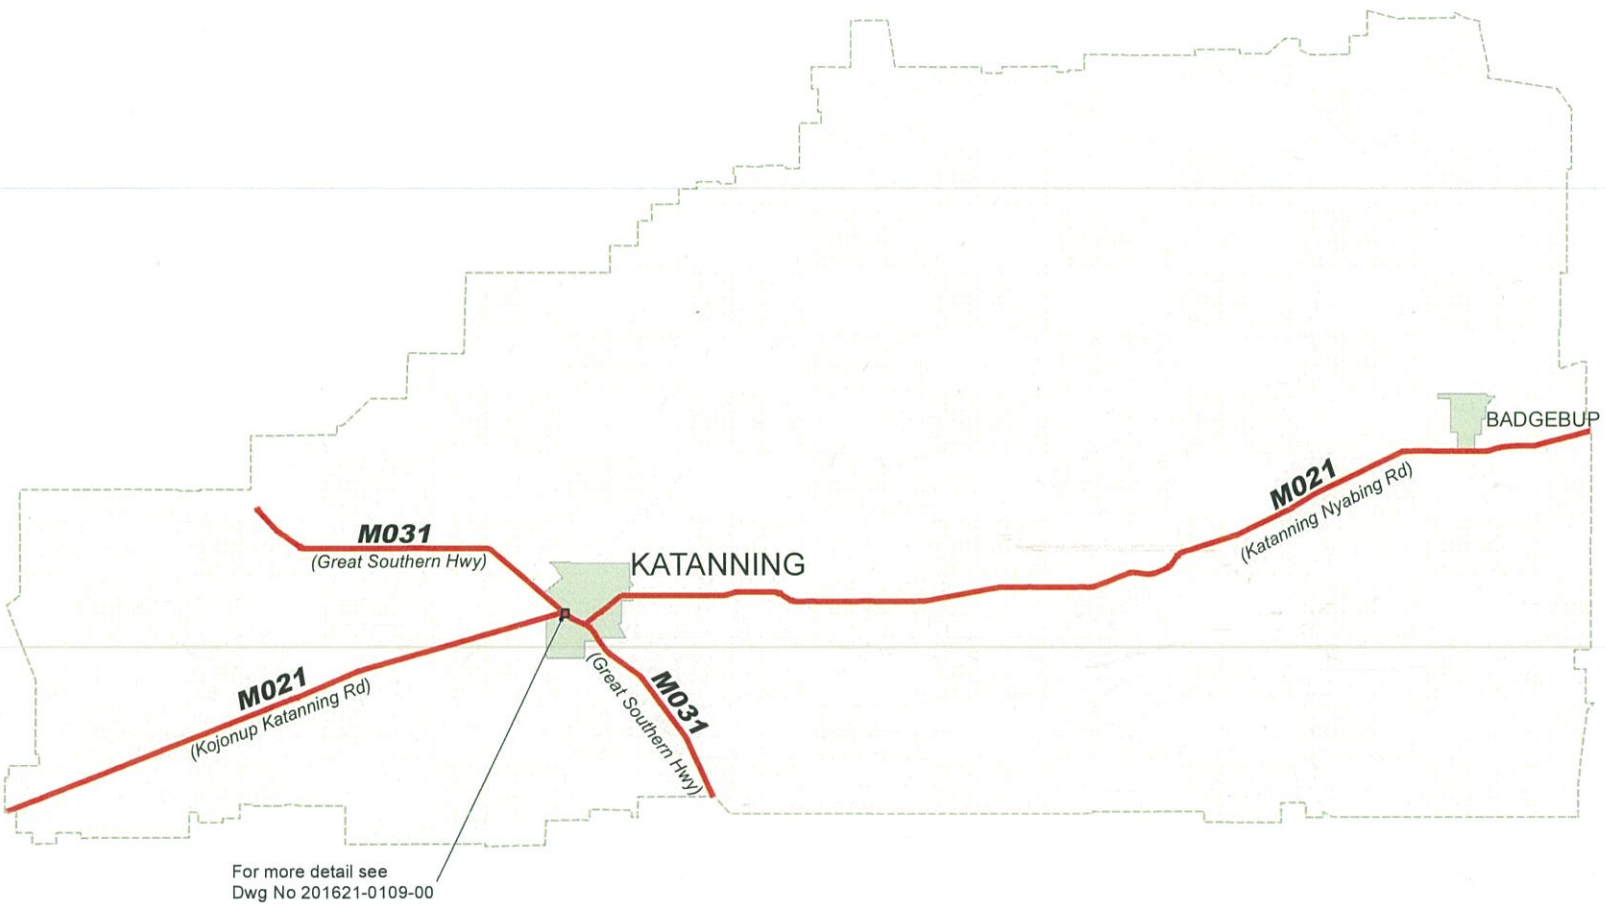 BADGEBUP
M021
(Katanning Nyabing Rd)
M031
(Great Southern Hwy)
KATANNING
M021
(Kojonup Katanning Rd)
M031
(Great Southern Hwy)
For more detail see
Dwg No 201621-0109-00